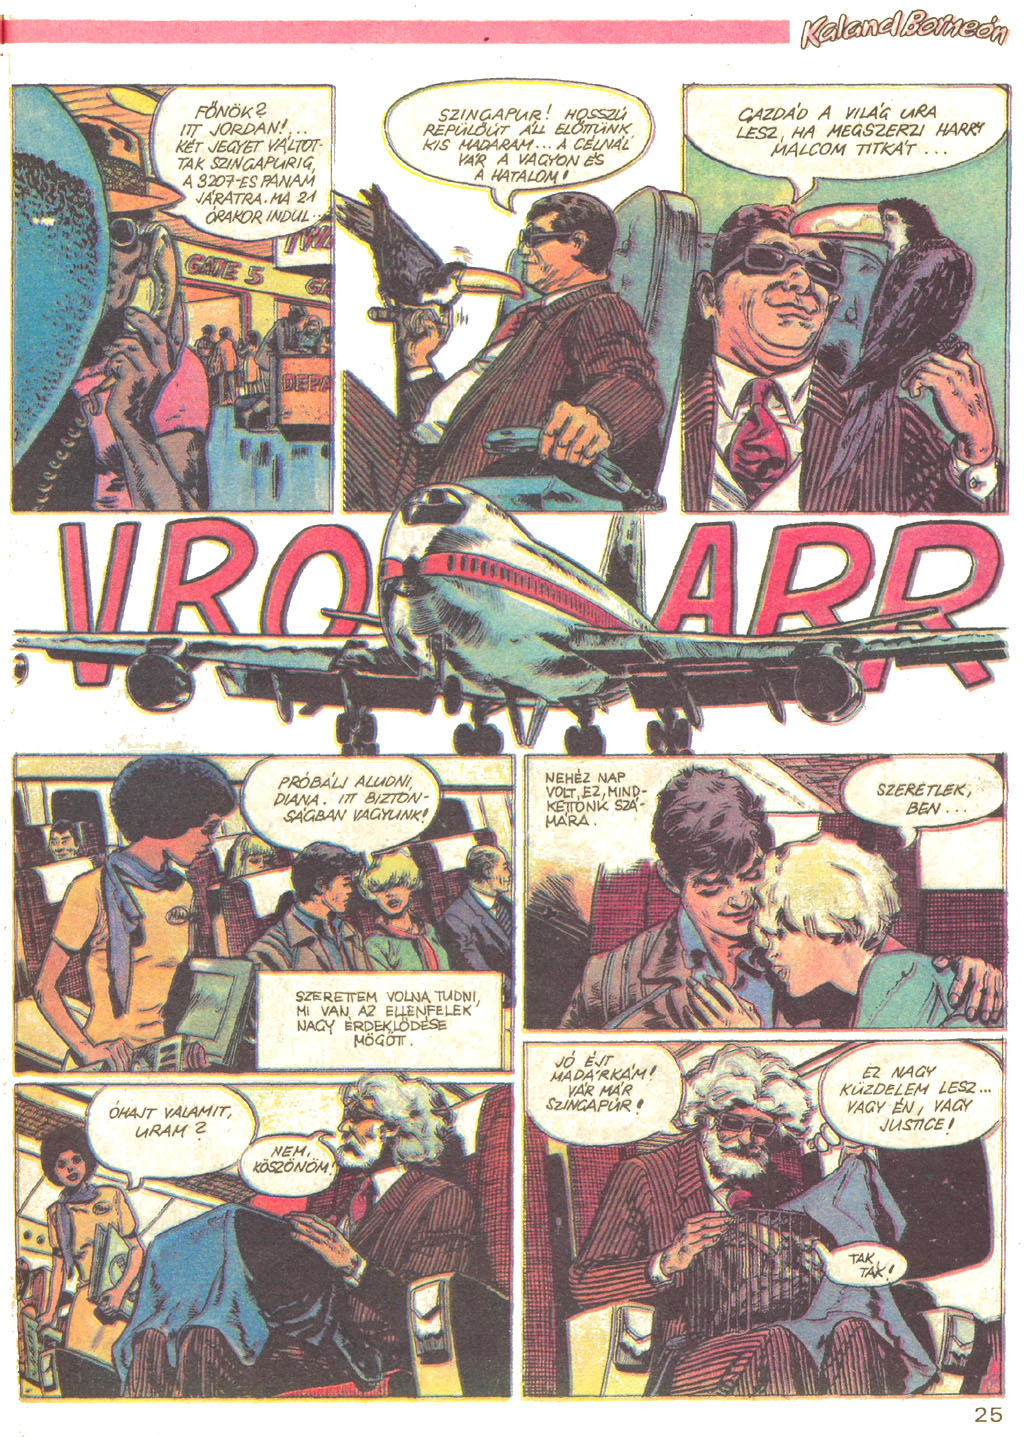 Kaland Borneón
FŐNÖK?
ITT JORDAN!...
KÉT JEGYET VÁLTOT-
TAK SZINGAPURIG,
A 3207-ES PANAM
JÁRATRA. MA 21
ÓRAKOR INDUL...
GATE 5
TWA
GA
DEPA
SZINGAPUR! HOSSZÚ
REPÜLŐÚT ÁLL ELŐTTÜNK,
KIS MADARAM... A CÉLNÁL
VÁR A VAGYON ÉS
A HATALOM!
GAZDÁD A VILÁG URA
LESZ, HA MEGSZERZI HARRY
MALCOM TITKÁT...
VRO ARR
PRÓBÁLJ ALUDNI,
DIANA. ITT BIZTON-
SÁGBAN VAGYUNK!
SZERETTEM VOLNA TUDNI,
MI VAN AZ ELLENFELEK
NAGY ÉRDEKLŐDÉSE
MÖGÖTT.
NEHÉZ NAP
VOLT EZ, MIND-
KETTŐNK SZÁ-
MÁRA.
SZERETLEK,
BEN...
ÓHAJT VALAMIT,
URAM?
NEM,
KÖSZÖNÖM!
JÓ ÉJT
MADÁRKÁM!
VÁR MÁR
SZINGAPÚR!
EZ NAGY
KÜZDELEM LESZ...
VAGY ÉN, VAGY
JUSTICE!
TAK
TAK!
25